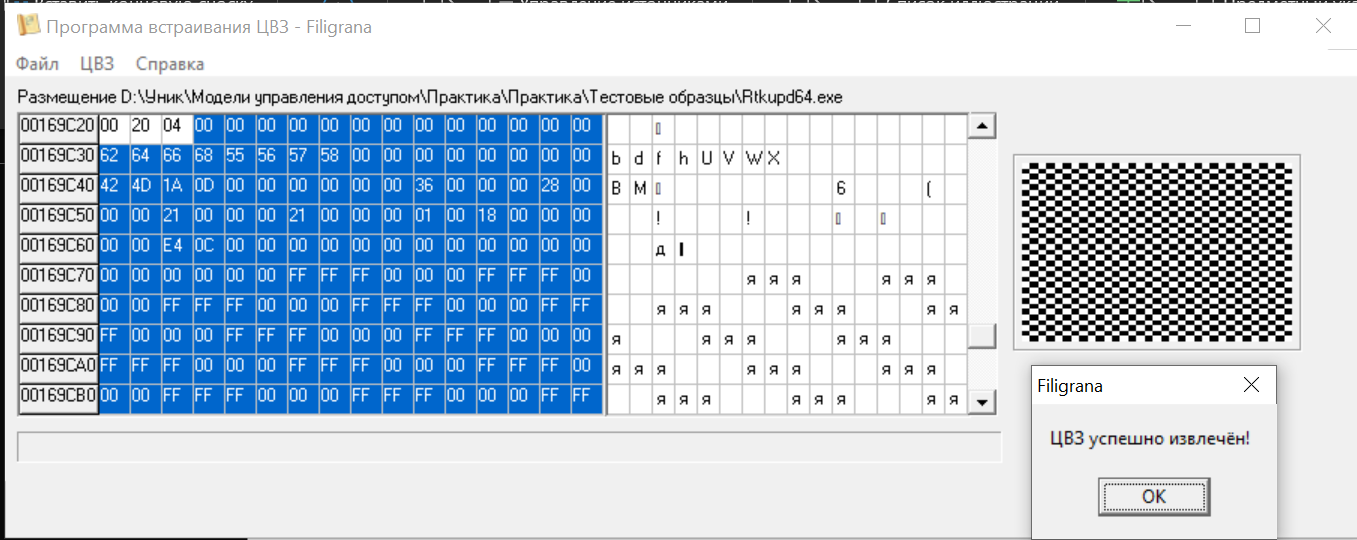 Программа встраивания ЦВЗ - Filigrana
Файл ЦВЗ Справка
Размещение D:\Уник\Модели управления доступом\Практика\Практика\Тестовые образцы\Rtkupd64.exe
00169C20 00 20 04 00 00 00 00 00 00 00 00 00 00 00 00 00
00169C30 62 64 66 68 55 56 57 58 00 00 00 00 00 00 00 00 b d f h U V W X
00169C40 42 4D 1A 0D 00 00 00 00 00 00 36 00 00 00 28 00 B M 6 (
00169C50 00 00 21 00 00 00 21 00 00 00 01 00 18 00 00 00 ! !
00169C60 00 00 E4 0C 00 00 00 00 00 00 00 00 00 00 00 00 д
00169C70 00 00 00 00 00 00 FF FF FF 00 00 00 FF FF FF 00 я я я я я я
00169C80 00 00 FF FF FF 00 00 00 FF FF FF 00 00 00 FF FF я я я я я я я я
00169C90 FF 00 00 00 FF FF FF 00 00 00 FF FF FF 00 00 00 я я я я я я я
00169CA0 FF FF FF 00 00 00 FF FF FF 00 00 00 FF FF FF 00 я я я я я я я я я
00169CB0 00 00 FF FF FF 00 00 00 FF FF FF 00 00 00 FF FF я я я я я я я я
Filigrana
ЦВЗ успешно извлечён!
OK